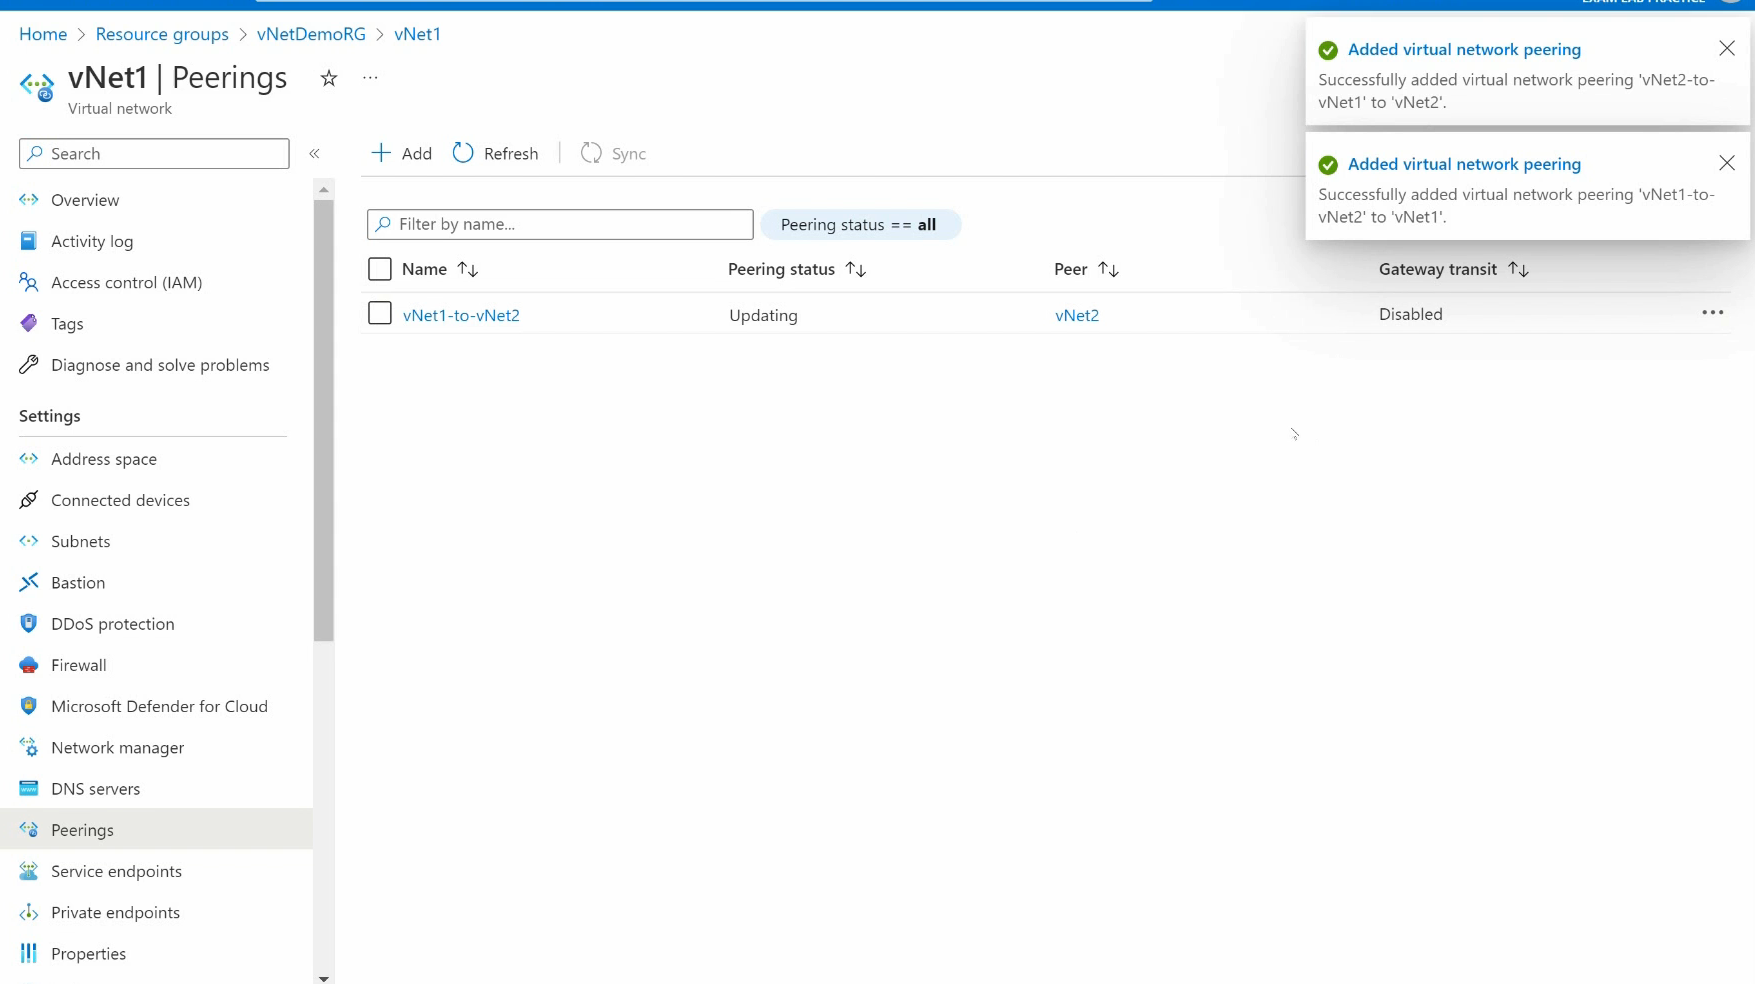 Home > Resource groups > vNetDemoRG > vNet1
vNet1 | Peerings
Virtual network
Search
Overview
Activity log
Access control (IAM)
Tags
Diagnose and solve problems
Settings
Address space
Connected devices
Subnets
Bastion
DDoS protection
Firewall
Microsoft Defender for Cloud
Network manager
DNS servers
Peerings
Service endpoints
Private endpoints
Properties
Add Refresh Sync
Filter by name... Peering status == all
Name Peering status Peer Gateway transit
vNet1-to-vNet2 Updating vNet2 Disabled
Added virtual network peering
Successfully added virtual network peering 'vNet2-to-
vNet1' to 'vNet2'.
Added virtual network peering
Successfully added virtual network peering 'vNet1-to-
vNet2' to 'vNet1'.